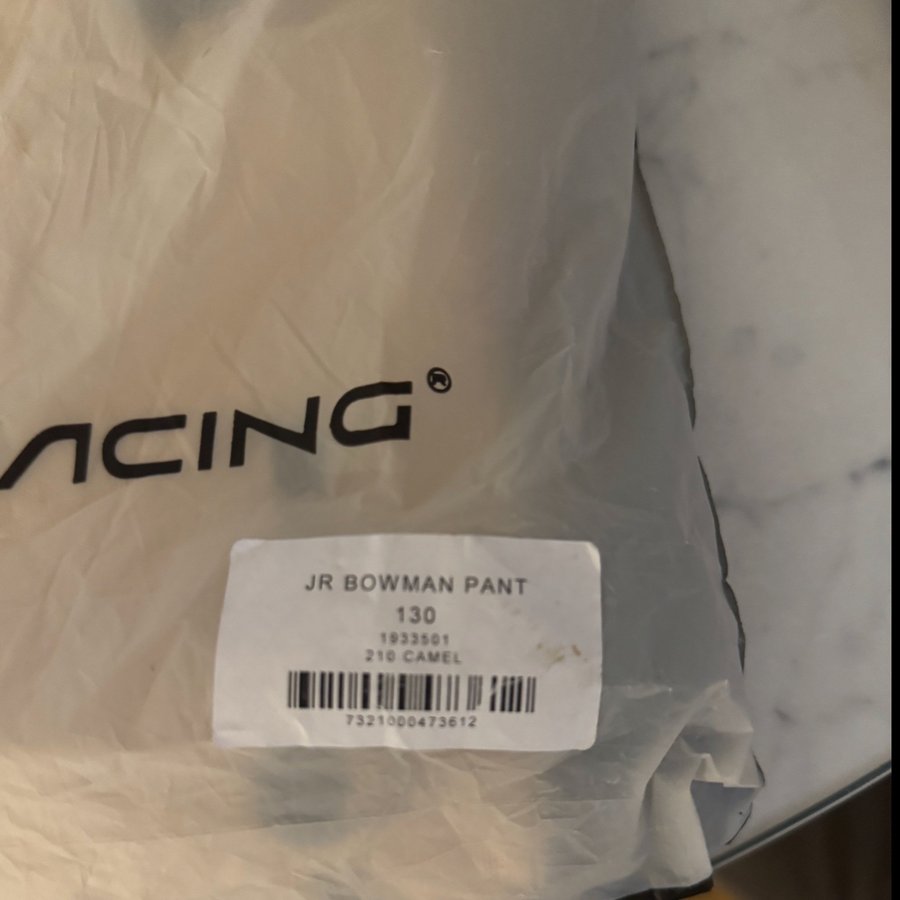 ACING®
JR BOWMAN PANT
130
1933501
210 CAMEL
7321000473612